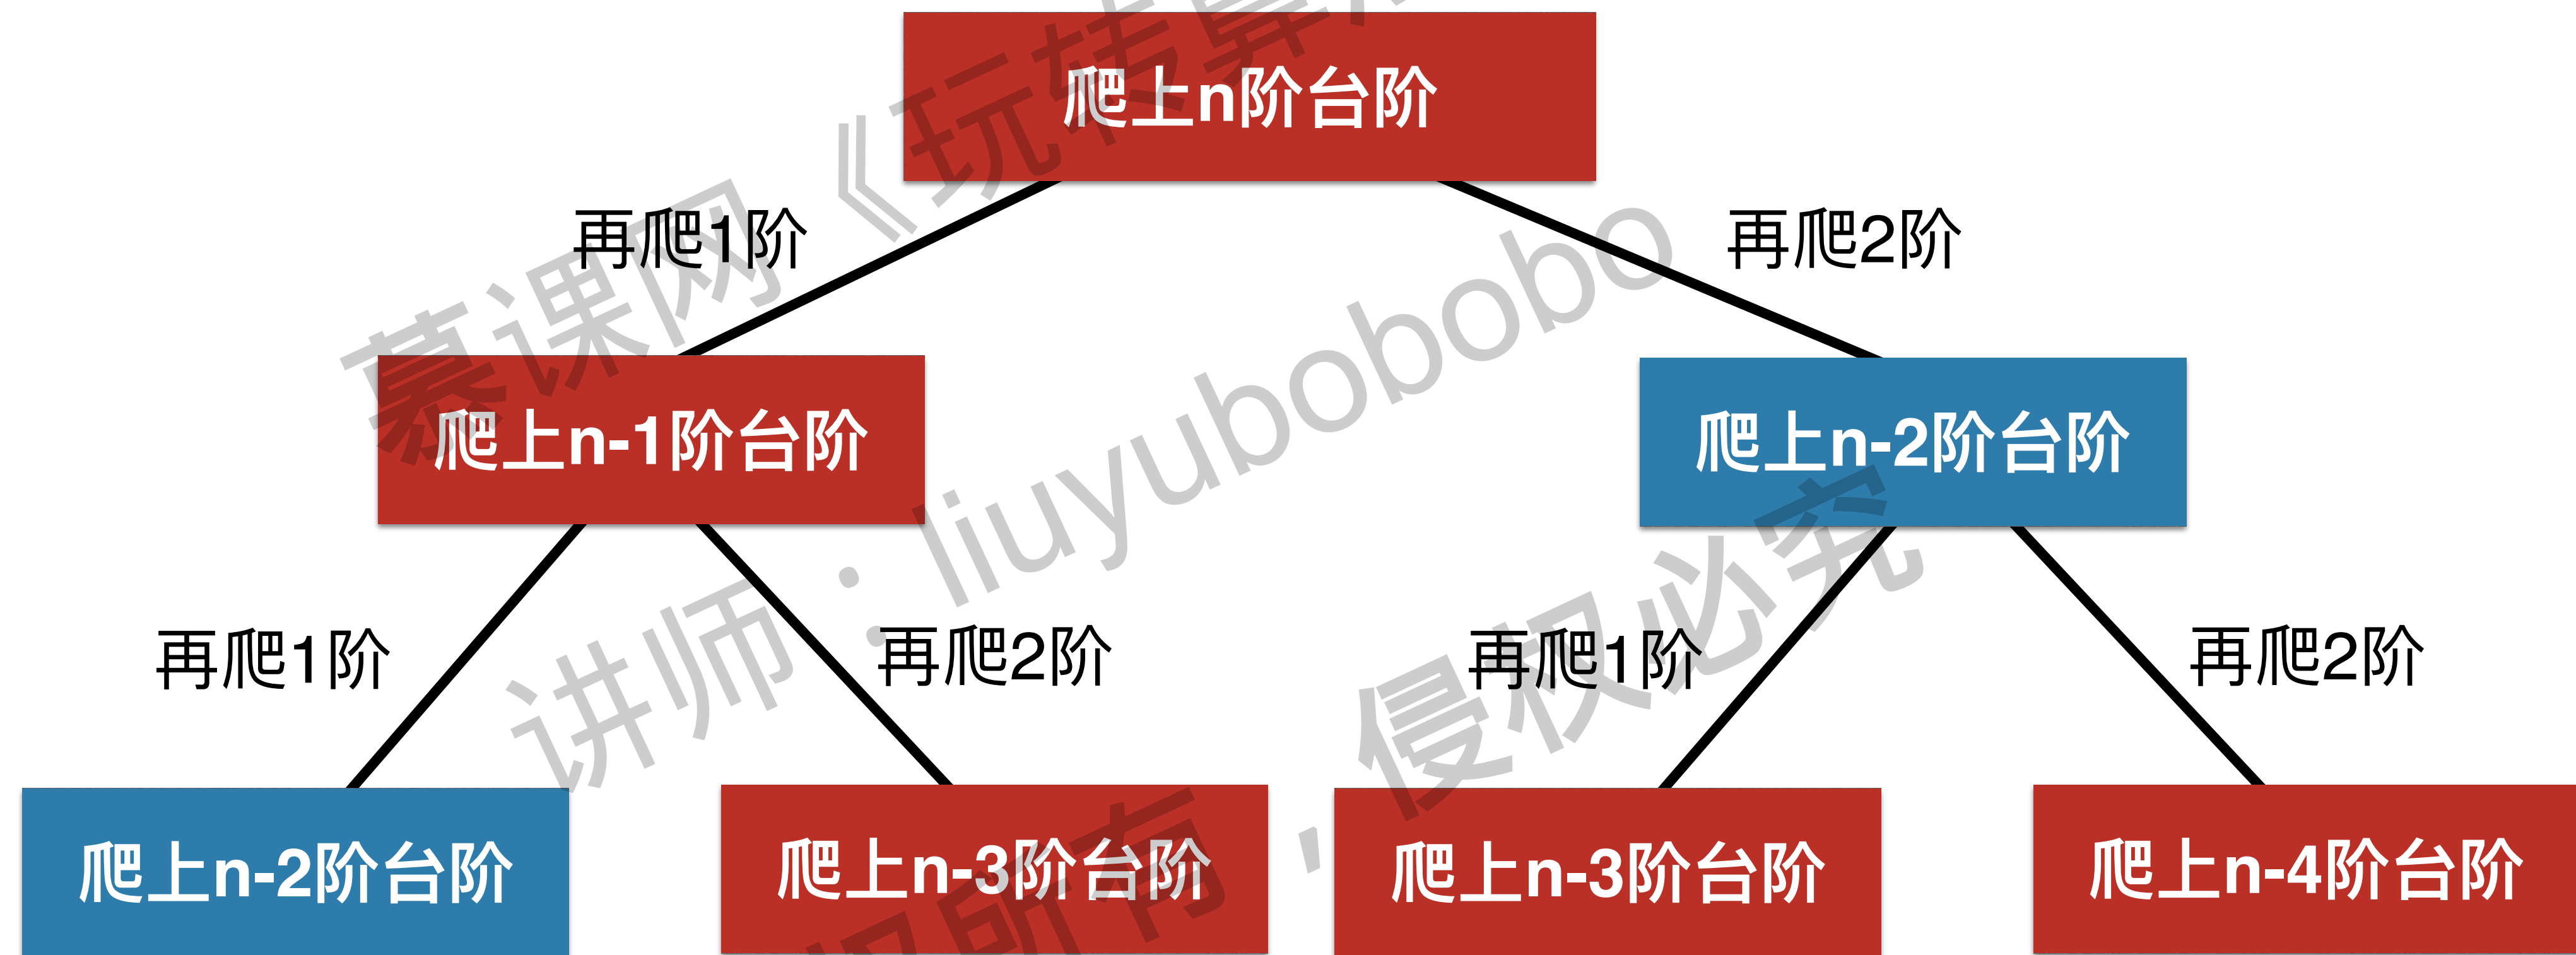 爬上n阶台阶
再爬1阶
再爬2阶
爬上n-1阶台阶
爬上n-2阶台阶
再爬1阶
再爬2阶
再爬1阶
再爬2阶
爬上n-2阶台阶
爬上n-3阶台阶
爬上n-3阶台阶
爬上n-4阶台阶
慕课网《玩转算
讲师：liuyubobobo
权所有，侵权必究